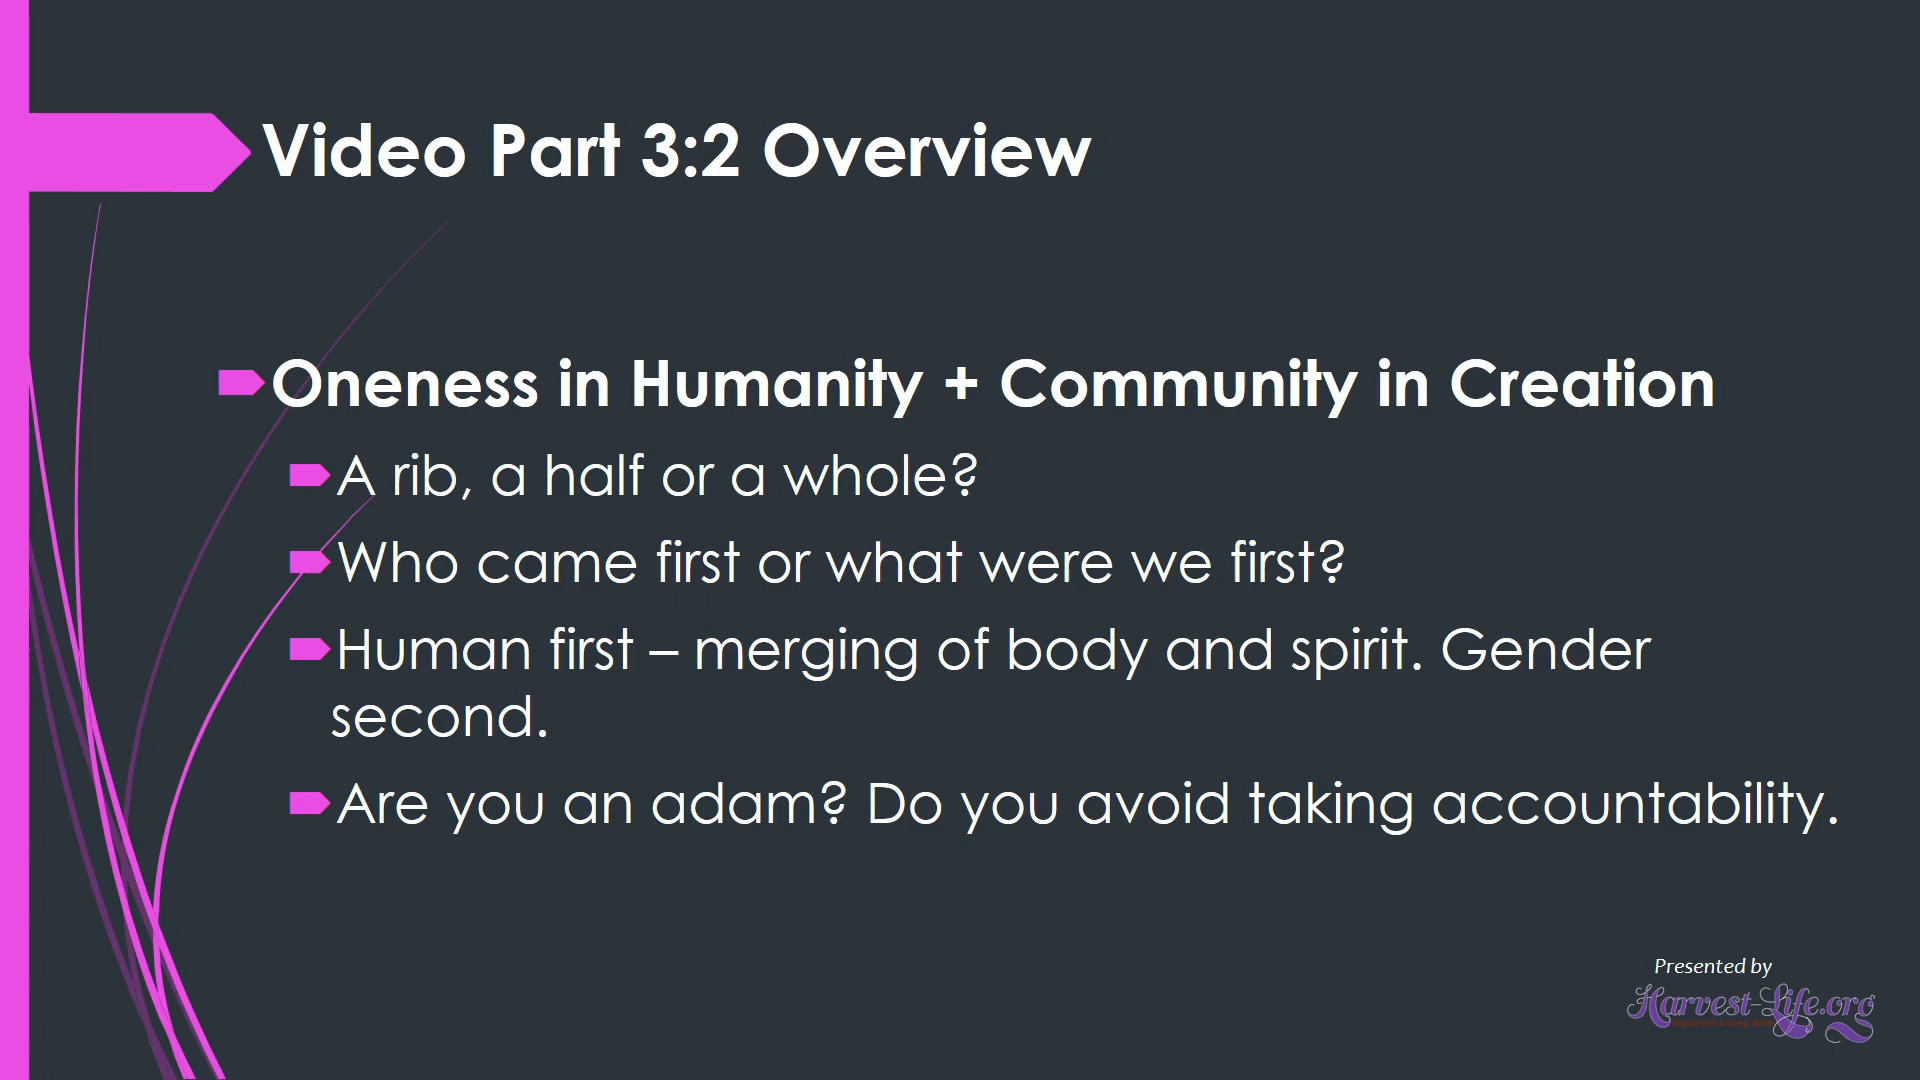 Video Part 3:2 Overview
Oneness in Humanity + Community in Creation
A rib, a half or a whole?
Who came first or what were we first?
Human first – merging of body and spirit. Gender
second.
Are you an adam? Do you avoid taking accountability.
Presented by
Harvest-Life.org